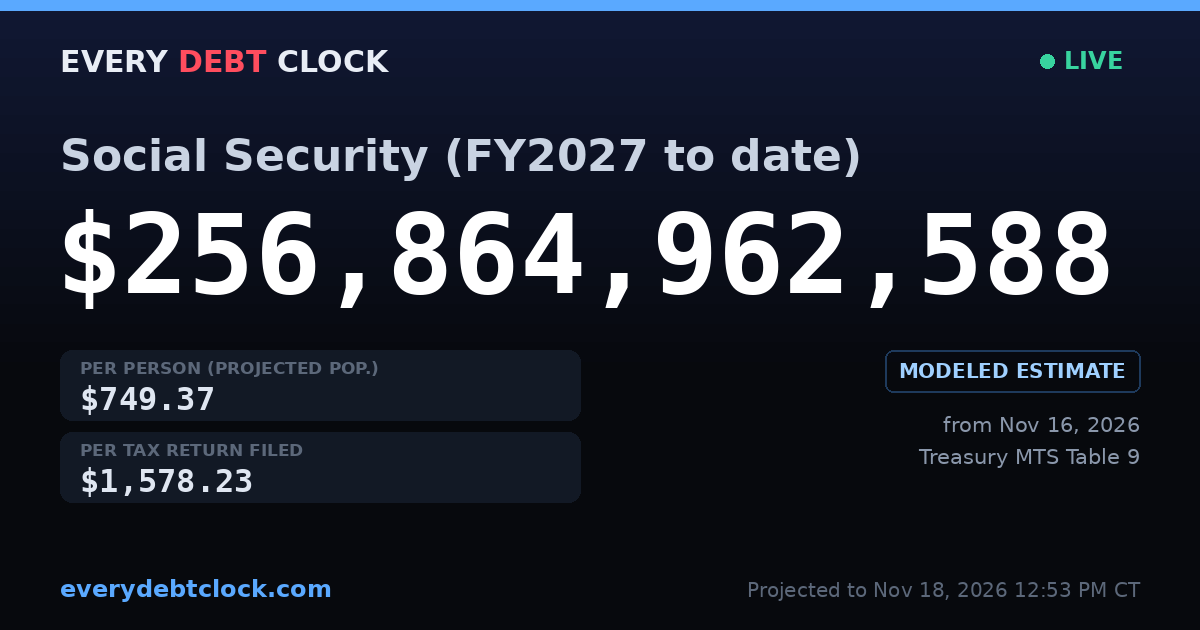 EVERY DEBT CLOCK
LIVE
Social Security (FY2027 to date)
$256,864,962,588
PER PERSON (PROJECTED POP.)
$749.37
PER TAX RETURN FILED
$1,578.23
MODELED ESTIMATE
from Nov 16, 2026
Treasury MTS Table 9
everydebtclock.com
Projected to Nov 18, 2026 12:53 PM CT